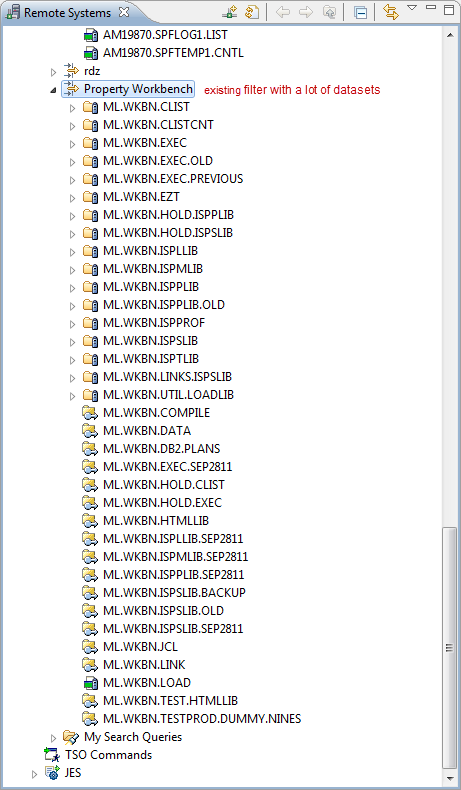 Remote Systems
AM19870.SPFLOG1.LIST
AM19870.SPFTEMP1.CNTL
rdz
Property Workbench existing filter with a lot of datasets
ML.WKBN.CLIST
ML.WKBN.CLISTCNT
ML.WKBN.EXEC
ML.WKBN.EXEC.OLD
ML.WKBN.EXEC.PREVIOUS
ML.WKBN.EZT
ML.WKBN.HOLD.ISPPLIB
ML.WKBN.HOLD.ISPSLIB
ML.WKBN.ISPLLIB
ML.WKBN.ISPMLIB
ML.WKBN.ISPPLIB
ML.WKBN.ISPPLIB.OLD
ML.WKBN.ISPPROF
ML.WKBN.ISPSLIB
ML.WKBN.ISPTLIB
ML.WKBN.LINKS.ISPSLIB
ML.WKBN.UTIL.LOADLIB
ML.WKBN.COMPILE
ML.WKBN.DATA
ML.WKBN.DB2.PLANS
ML.WKBN.EXEC.SEP2811
ML.WKBN.HOLD.CLIST
ML.WKBN.HOLD.EXEC
ML.WKBN.HTMLLIB
ML.WKBN.ISPLLIB.SEP2811
ML.WKBN.ISPMLIB.SEP2811
ML.WKBN.ISPPLIB.SEP2811
ML.WKBN.ISPSLIB.BACKUP
ML.WKBN.ISPSLIB.OLD
ML.WKBN.ISPSLIB.SEP2811
ML.WKBN.JCL
ML.WKBN.LINK
ML.WKBN.LOAD
ML.WKBN.TEST.HTMLLIB
ML.WKBN.TESTPROD.DUMMY.NINES
My Search Queries
TSO Commands
JES